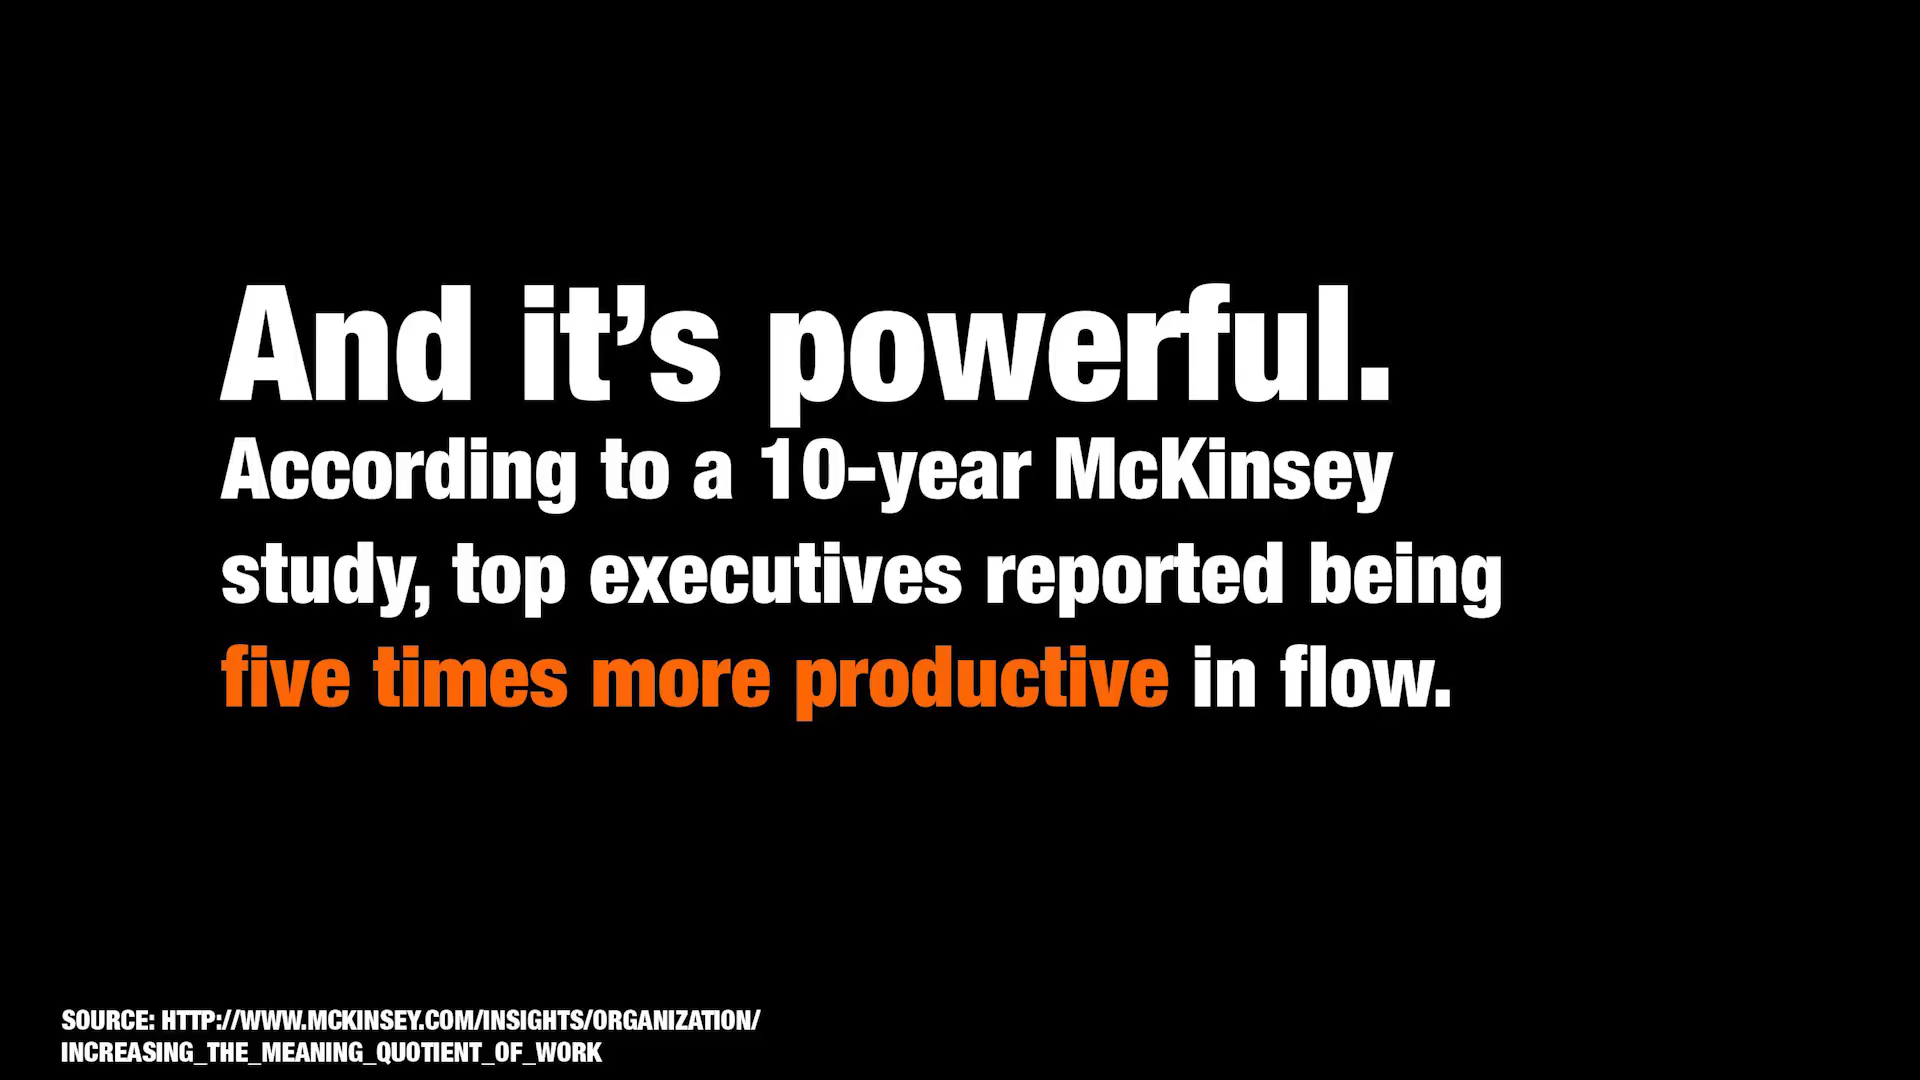 And it’s powerful.
According to a 10-year McKinsey
study, top executives reported being
five times more productive in flow.
SOURCE: HTTP://WWW.MCKINSEY.COM/INSIGHTS/ORGANIZATION/
INCREASING_THE_MEANING_QUOTIENT_OF_WORK